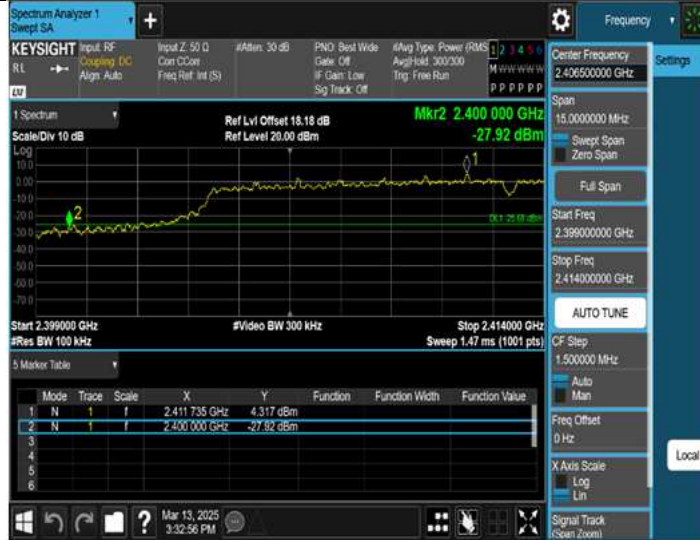 Spectrum Analyzer 1
Swept SA
+
Frequency
KEYSIGHT
RL
Input: RF
Coupling: DC
Align: Auto
Input Z: 50 Ω
Corr CCorr
Freq Ref: Int (S)
#Atten: 30 dB
PNO: Best Wide
Gate: Off
IF Gain: Low
Sig Track: Off
#Avg Type: Power (RMS
Avg|Hold: 300/300
Trig: Free Run
1 2 3 4 5 6
M W W W W W
P P P P P P
LXI
1 Spectrum
Scale/Div 10 dB
Ref Lvl Offset 18.18 dB
Ref Level 20.00 dBm
Mkr2 2.400 000 GHz
-27.92 dBm
Log
10.0
0.00
-10.0
-20.0
-30.0
-40.0
-50.0
-60.0
-70.0
1
2
DL1 -25.68 dBm
Start 2.399000 GHz
#Res BW 100 kHz
#Video BW 300 kHz
Stop 2.414000 GHz
Sweep 1.47 ms (1001 pts)
5 Marker Table
Mode Trace Scale X Y Function Function Width Function Value
1 N 1 f 2.411 735 GHz 4.317 dBm
2 N 1 f 2.400 000 GHz -27.92 dBm
3
4
5
6
Mar 13, 2025
3:32:56 PM
?
Center Frequency
2.406500000 GHz
Settings
Span
15.0000000 MHz
Swept Span
Zero Span
Full Span
Start Freq
2.399000000 GHz
Stop Freq
2.414000000 GHz
AUTO TUNE
CF Step
1.500000 MHz
Auto
Man
Freq Offset
0 Hz
X Axis Scale
Log
Lin
Signal Track
(Span Zoom)
Local